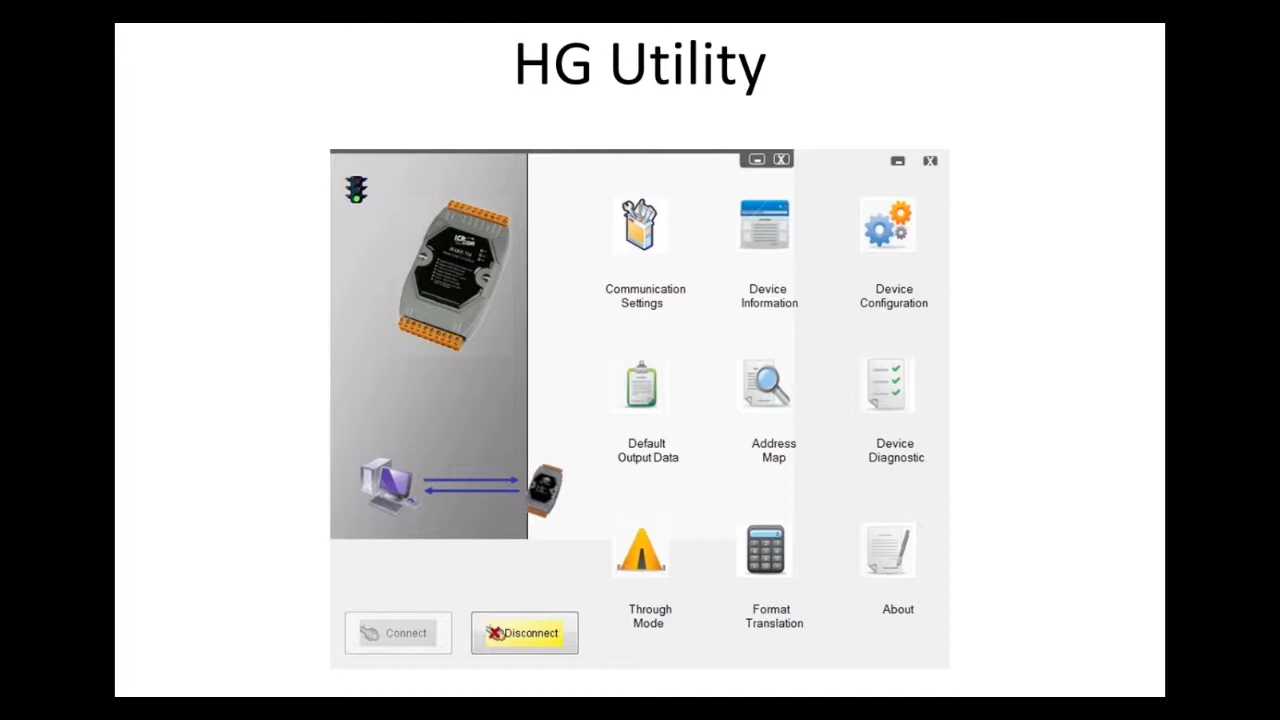 HG Utility
Communication
Settings
Device
Information
Device
Configuration
Default
Output Data
Address
Map
Device
Diagnostic
Through
Mode
Format
Translation
About
Connect
Disconnect